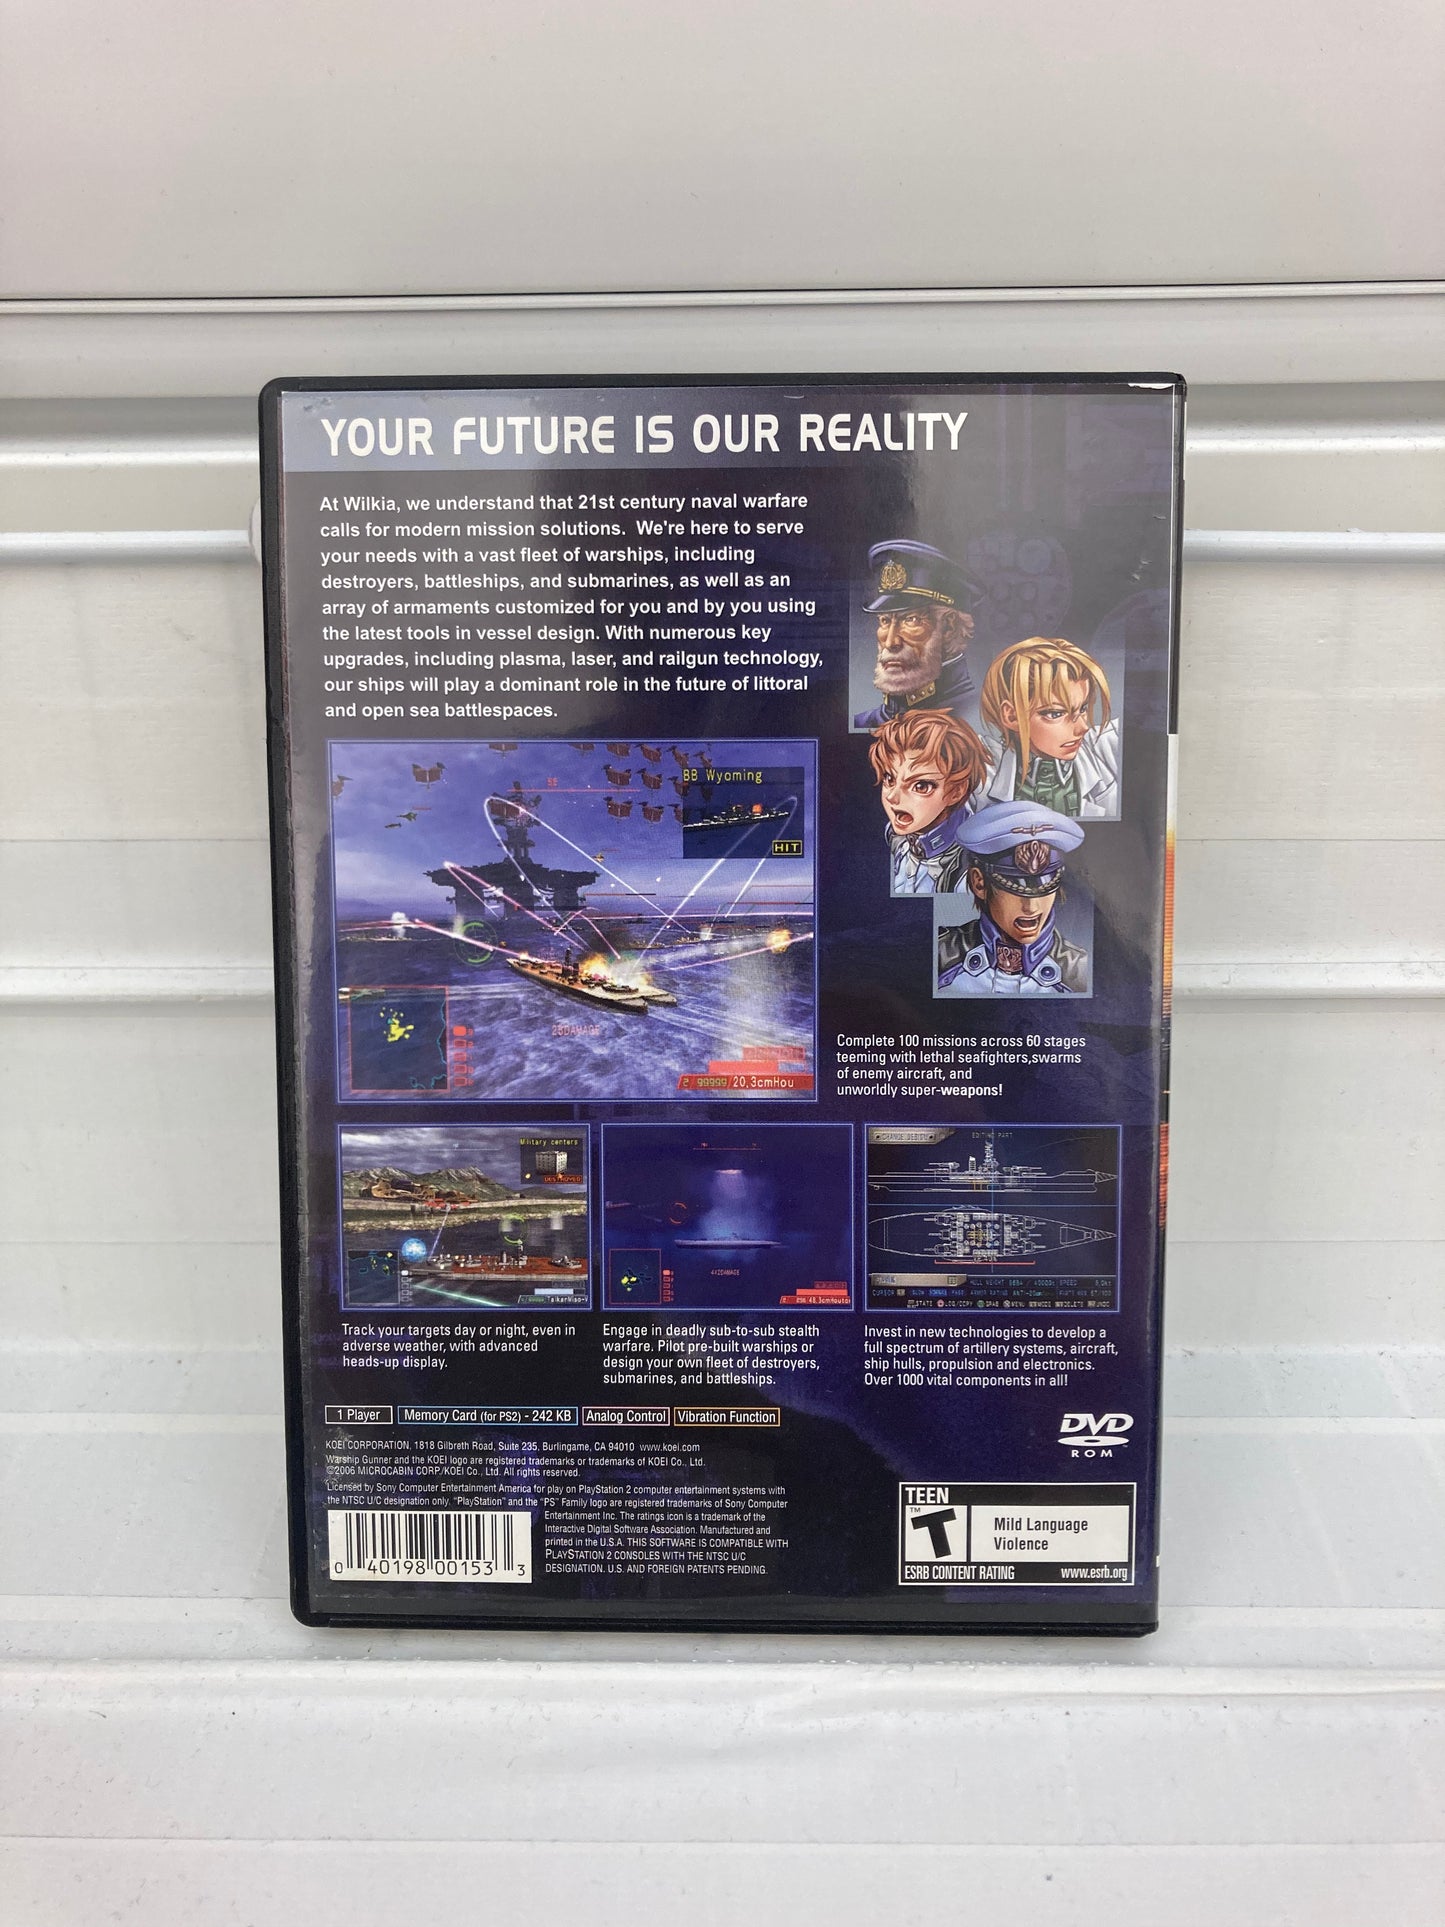 YOUR FUTURE IS OUR REALITY
At Wilkia, we understand that 21st century naval warfare
calls for modern mission solutions. We're here to serve
your needs with a vast fleet of warships, including
destroyers, battleships, and submarines, as well as an
array of armaments customized for you and by you using
the latest tools in vessel design. With numerous key
upgrades, including plasma, laser, and railgun technology,
our ships will play a dominant role in the future of littoral
and open sea battlespaces.
BB Wyoming
HIT
20.3cmHou
Complete 100 missions across 60 stages
teeming with lethal seafighters,swarms
of enemy aircraft, and
unworldly super-weapons!
Military centers
DESTROYED
CHANGE DESIGN
EDITING PART
Track your targets day or night, even in
adverse weather, with advanced
heads-up display.
Engage in deadly sub-to-sub stealth
warfare. Pilot pre-built warships or
design your own fleet of destroyers,
submarines, and battleships.
Invest in new technologies to develop a
full spectrum of artillery systems, aircraft,
ship hulls, propulsion and electronics.
Over 1000 vital components in all!
1 Player
Memory Card (for PS2) - 242 KB
Analog Control
Vibration Function
DVD
ROM
KOEI CORPORATION. 1818 Gilbreth Road, Suite 235, Burlingame, CA 94010 www.koei.com
Warship Gunner and the KOEI logo are registered trademarks or trademarks of KOEI Co., Ltd.
©2006 MICROCABIN CORP./KOEI Co., Ltd. All rights reserved.
Licensed by Sony Computer Entertainment America for play on PlayStation 2 computer entertainment systems with
the NTSC U/C designation only. "PlayStation" and the "PS" Family logo are registered trademarks of Sony Computer
Entertainment Inc. The ratings icon is a trademark of the
Interactive Digital Software Association. Manufactured and
printed in the U.S.A. THIS SOFTWARE IS COMPATIBLE WITH
PLAYSTATION 2 CONSOLES WITH THE NTSC U/C
DESIGNATION. U.S. AND FOREIGN PATENTS PENDING.
0 40198 00153 3
TEEN
T
TM
Mild Language
Violence
ESRB CONTENT RATING
www.esrb.org